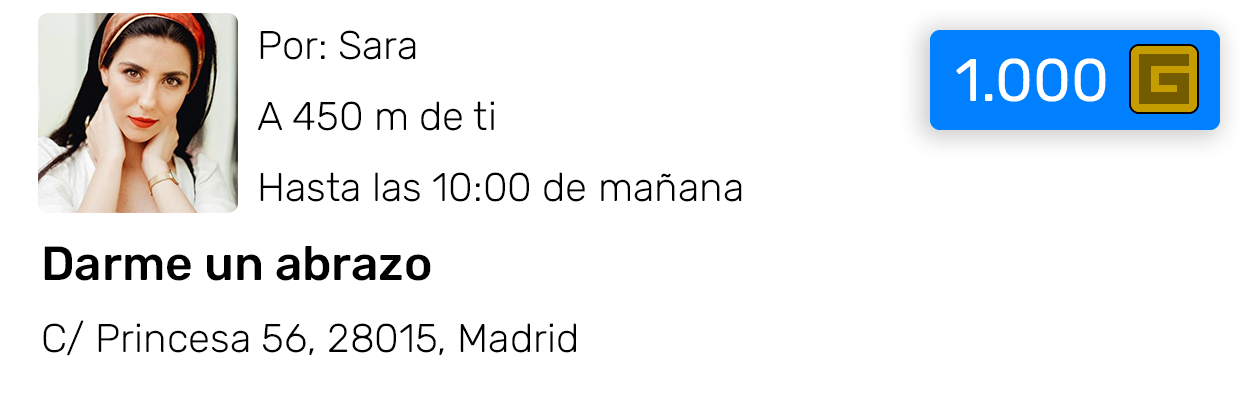 Por: Sara
1.000 G
A 450 m de ti
Hasta las 10:00 de mañana
Darme un abrazo
C/ Princesa 56, 28015, Madrid